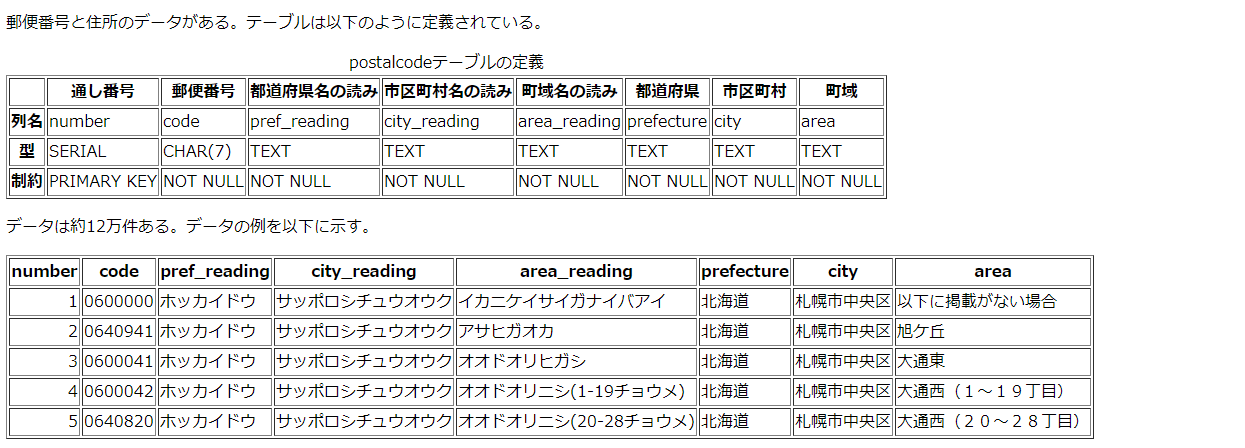 郵便番号と住所のデータがある。テーブルは以下のように定義されている。
postalcodeテーブルの定義
通し番号 郵便番号 都道府県名の読み 市区町村名の読み 町域名の読み 都道府県 市区町村 町域
列名 number code pref_reading city_reading area_reading prefecture city area
型 SERIAL CHAR(7) TEXT TEXT TEXT TEXT TEXT TEXT
制約 PRIMARY KEY NOT NULL NOT NULL NOT NULL NOT NULL NOT NULL NOT NULL NOT NULL
データは約12万件ある。データの例を以下に示す。
number code pref_reading city_reading area_reading prefecture city area
1 0600000 ホッカイドウ サッポロシチュウオウク イカニケイサイガナイバアイ 北海道 札幌市中央区 以下に掲載がない場合
2 0640941 ホッカイドウ サッポロシチュウオウク アサヒガオカ 北海道 札幌市中央区 旭ケ丘
3 0600041 ホッカイドウ サッポロシチュウオウク オオドオリヒガシ 北海道 札幌市中央区 大通東
4 0600042 ホッカイドウ サッポロシチュウオウク オオドオリニシ(1-19チョウメ) 北海道 札幌市中央区 大通西（１～１９丁目）
5 0640820 ホッカイドウ サッポロシチュウオウク オオドオリニシ(20-28チョウメ) 北海道 札幌市中央区 大通西（２０～２８丁目）